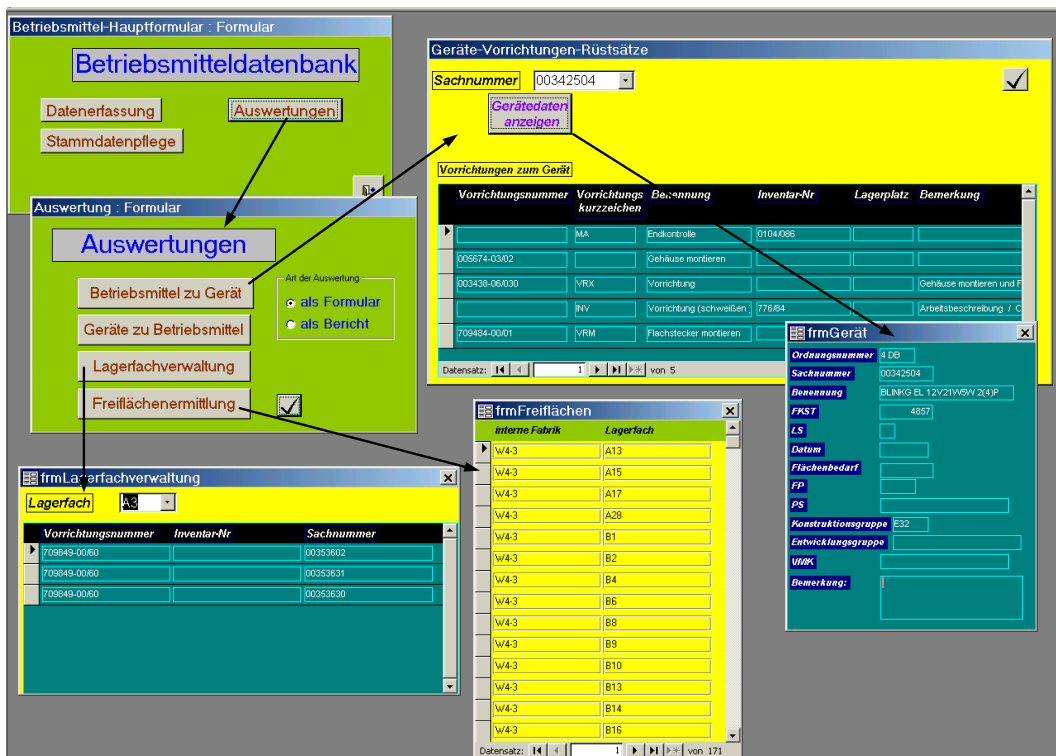 Betriebsmittel-Hauptformular : Formular
Betriebsmitteldatenbank
Datenerfassung
Auswertungen
Stammdatenpflege
Auswertung : Formular
Auswertungen
Betriebsmittel zu Gerät
Geräte zu Betriebsmittel
Lagerfachverwaltung
Freiflächenermittlung
Art der Auswertung
als Formular
als Bericht
Geräte-Vorrichtungen-Rüstsätze
Sachnummer 00342504
Gerätedaten
anzeigen
Vorrichtungen zum Gerät
Vorrichtungsnummer Vorrichtungs Benennung Inventar-Nr Lagerplatz Bemerkung
kurzzeichen
MA Endkontrolle 0104/086
005674-03/02 Gehäuse montieren
003438-06/030 VRX Vorrichtung Gehäuse montieren und F
INV Vorrichtung (schweißen 776/84 Arbeitsbeschreibung / C
709484-00/01 VRM Flachstecker montieren
Datensatz: 1 von 5
frmGerät
Ordnungsnummer 4 DB
Sachnummer 00342504
Benennung BLINKG EL 12V21W5W 2(4)P
FKST 4857
LS
Datum
Flächenbedarf
FP
PS
Konstruktionsgruppe E32
Entwicklungsgruppe
VMK
Bemerkung:
frmLagerfachverwaltung
Lagerfach A3
Vorrichtungsnummer Inventar-Nr Sachnummer
709849-00/60 00353602
709849-00/60 00353631
709849-00/60 00353630
frmFreiflächen
interne Fabrik Lagerfach
W4-3 A13
W4-3 A15
W4-3 A17
W4-3 A28
W4-3 B1
W4-3 B2
W4-3 B4
W4-3 B6
W4-3 B8
W4-3 B9
W4-3 B10
W4-3 B13
W4-3 B14
W4-3 B16
Datensatz: 1 von 171